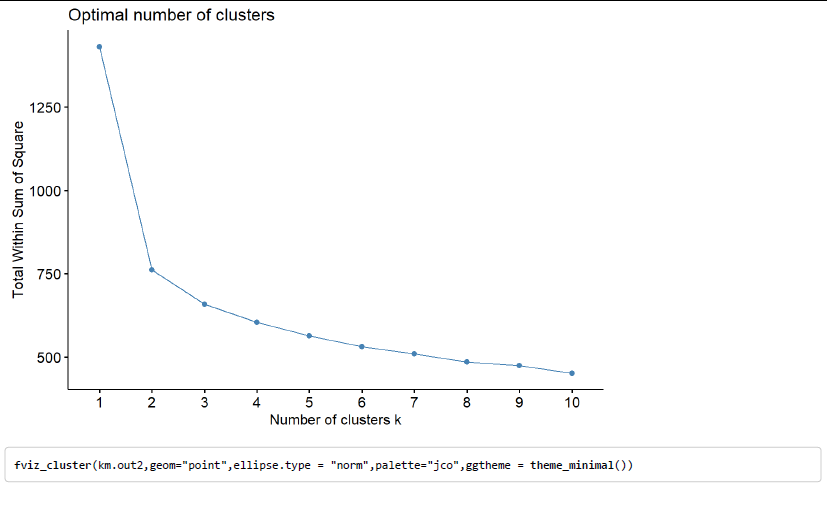 Optimal number of clusters
Total Within Sum of Square
1250
1000
750
500
1 2 3 4 5 6 7 8 9 10
Number of clusters k
fviz_cluster(km.out2,geom="point",ellipse.type = "norm",palette="jco",ggtheme = theme_minimal())